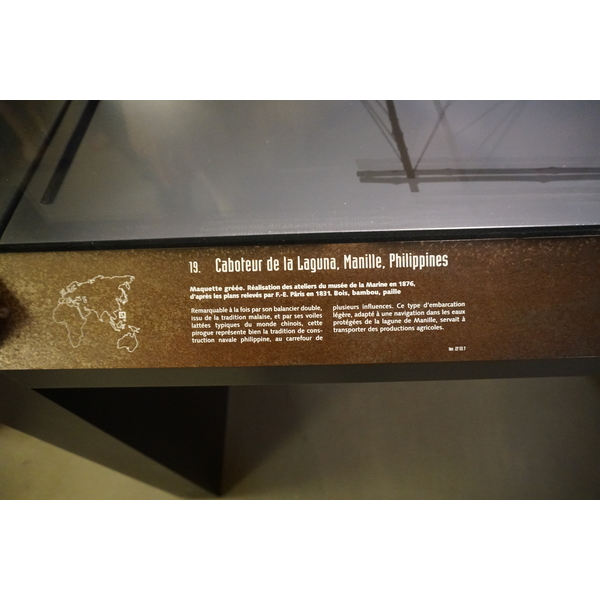 19. Caboteur de la Laguna, Manille, Philippines
Maquette gréée. Réalisation des ateliers du musée de la Marine en 1876,
d'après les plans relevés par F.-E. Pâris en 1831. Bois, bambou, paille
Remarquable à la fois par son balancier double,
issu de la tradition malaise, et par ses voiles
lattées typiques du monde chinois, cette
pirogue représente bien la tradition de cons-
truction navale philippine, au carrefour de
plusieurs influences. Ce type d'embarcation
légère, adapté à une navigation dans les eaux
protégées de la lagune de Manille, servait à
transporter des productions agricoles.